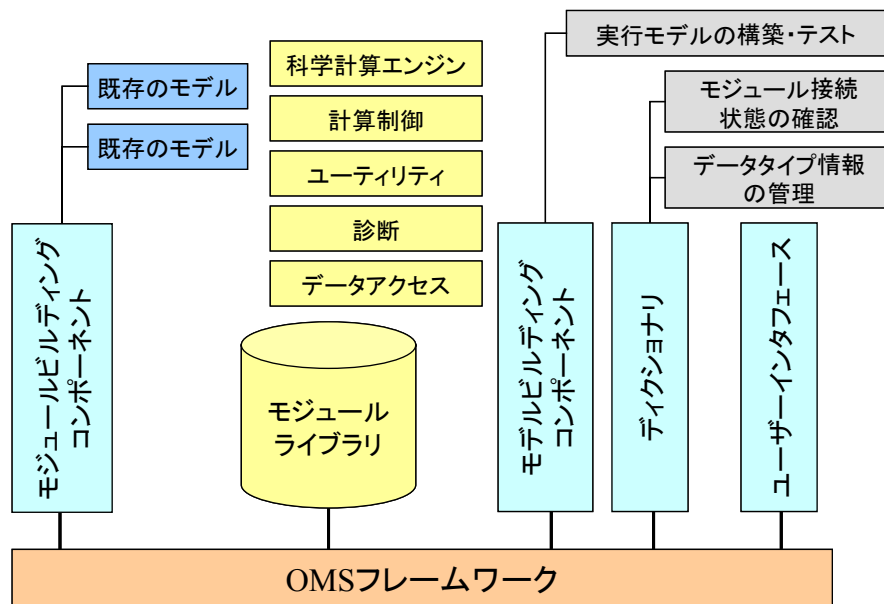 実行モデルの構築・テスト
科学計算エンジン
既存のモデル
モジュール接続
状態の確認
計算制御
既存のモデル
ユーティリティ
データタイプ情報
の管理
診断
データアクセス
モジュールビルディング
コンポーネント
モジュール
ライブラリ
モデルビルディング
コンポーネント
ディクショナリ
ユーザーインタフェース
OMSフレームワーク